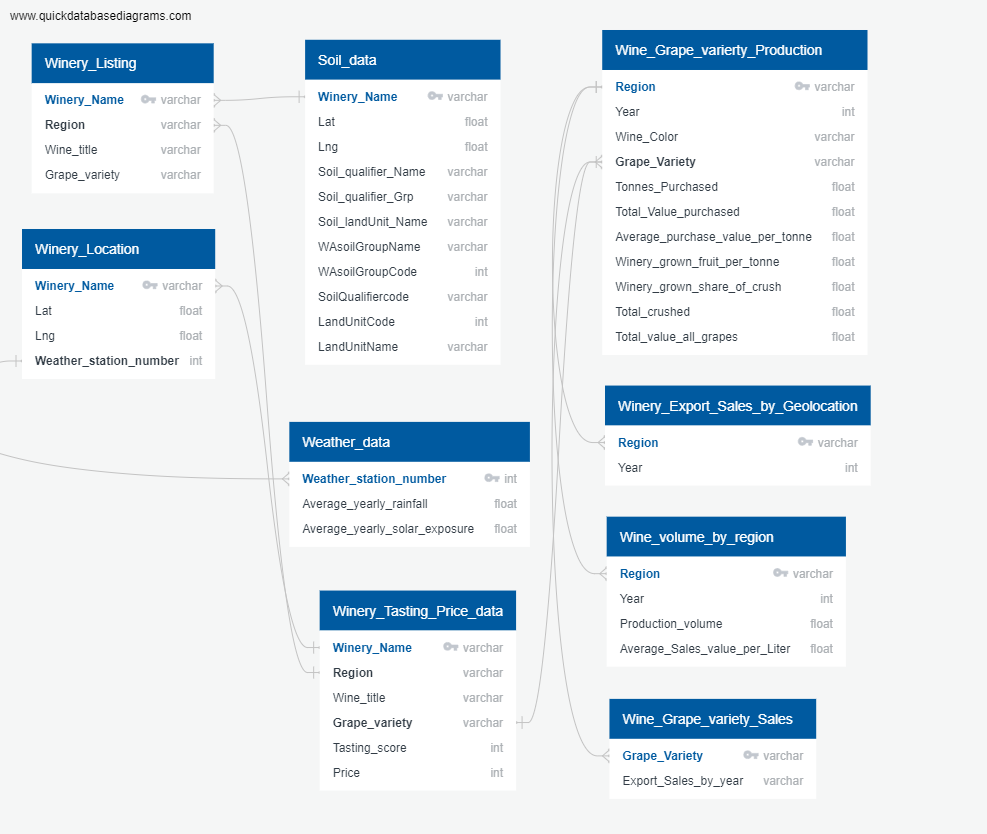 www.quickdatabasediagrams.com
Winery_Listing
Winery_Name varchar
Region varchar
Wine_title varchar
Grape_variety varchar
Soil_data
Winery_Name varchar
Lat float
Lng float
Soil_qualifier_Name varchar
Soil_qualifier_Grp varchar
Soil_landUnit_Name varchar
WAsoilGroupName varchar
WAsoilGroupCode int
SoilQualifiercode varchar
LandUnitCode int
LandUnitName varchar
Wine_Grape_varierty_Production
Region varchar
Year int
Wine_Color varchar
Grape_Variety varchar
Tonnes_Purchased float
Total_Value_purchased float
Average_purchase_value_per_tonne float
Winery_grown_fruit_per_tonne float
Winery_grown_share_of_crush float
Total_crushed float
Total_value_all_grapes float
Winery_Location
Winery_Name varchar
Lat float
Lng float
Weather_station_number int
Weather_data
Weather_station_number int
Average_yearly_rainfall float
Average_yearly_solar_exposure float
Winery_Export_Sales_by_Geolocation
Region varchar
Year int
Wine_volume_by_region
Region varchar
Year int
Production_volume float
Average_Sales_value_per_Liter float
Winery_Tasting_Price_data
Winery_Name varchar
Region varchar
Wine_title varchar
Grape_variety varchar
Tasting_score int
Price int
Wine_Grape_variety_Sales
Grape_Variety varchar
Export_Sales_by_year varchar